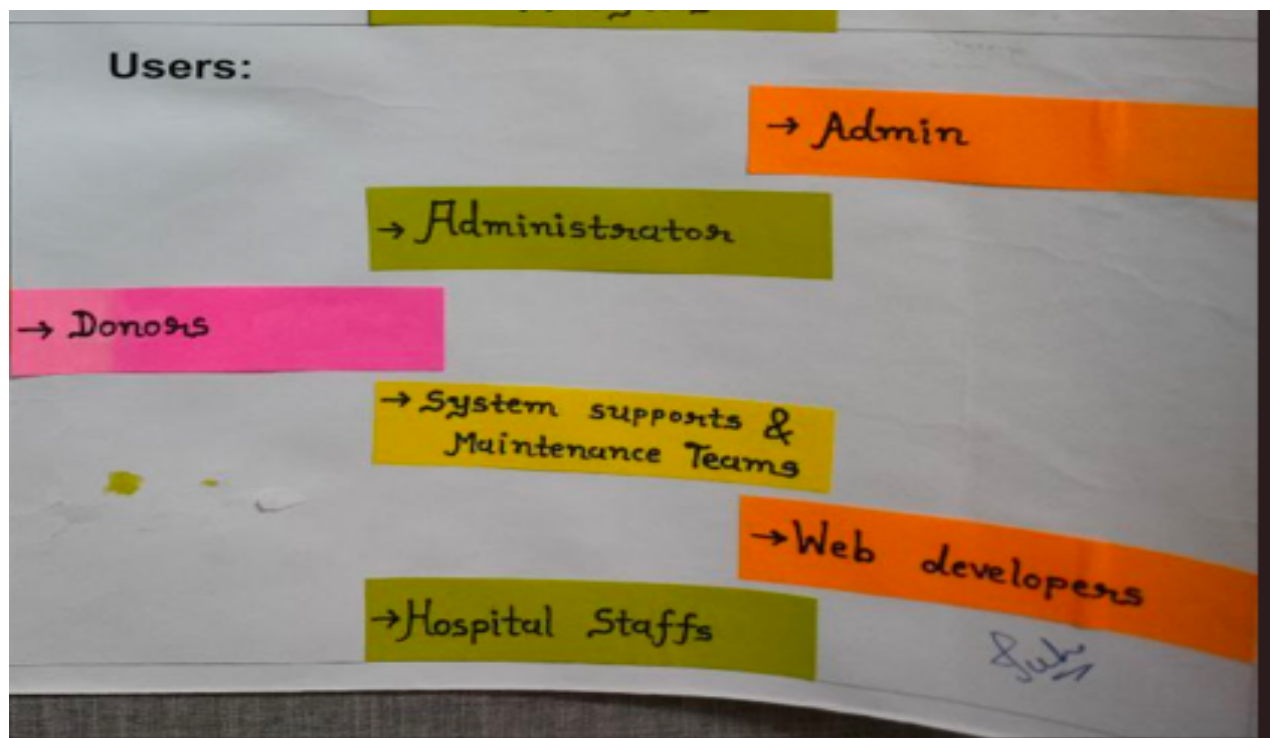 Users:
→ Admin
→ Administrator
→ Donors
→ System supports &
Maintenance Teams
→ Web developers
→ Hospital Staffs